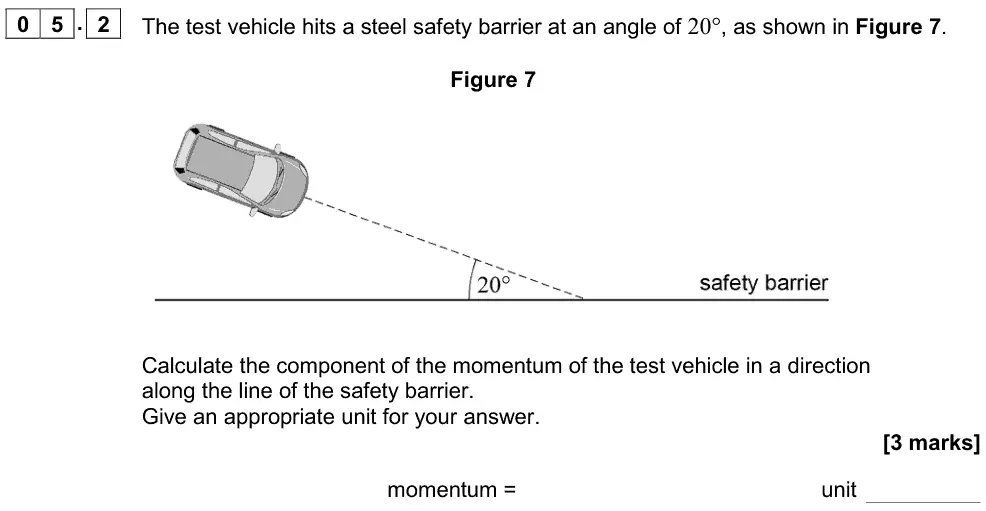 0 5 . 2 The test vehicle hits a steel safety barrier at an angle of 20°, as shown in Figure 7.
Figure 7
20°
safety barrier
Calculate the component of the momentum of the test vehicle in a direction
along the line of the safety barrier.
Give an appropriate unit for your answer.
[3 marks]
momentum = unit